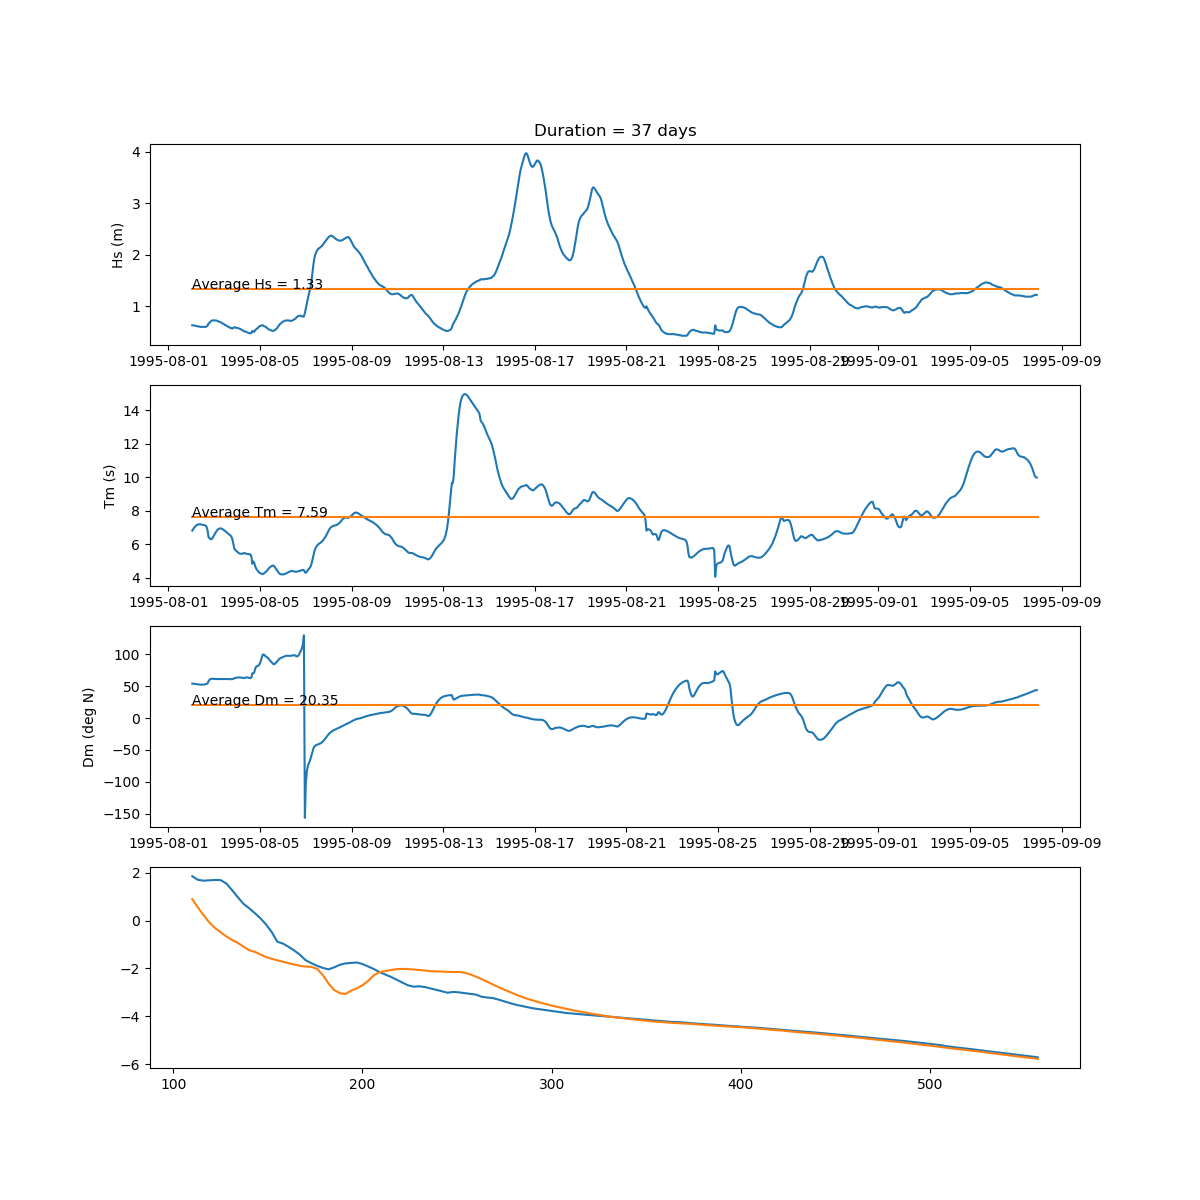 Duration = 37 days
4
3
2
1
Hs (m)
Average Hs = 1.33
1995-08-01 1995-08-05 1995-08-09 1995-08-13 1995-08-17 1995-08-21 1995-08-25 1995-08-29 1995-09-01 1995-09-05 1995-09-09
14
12
10
8
6
4
Tm (s)
Average Tm = 7.59
1995-08-01 1995-08-05 1995-08-09 1995-08-13 1995-08-17 1995-08-21 1995-08-25 1995-08-29 1995-09-01 1995-09-05 1995-09-09
100
50
0
−50
−100
−150
Dm (deg N)
Average Dm = 20.35
1995-08-01 1995-08-05 1995-08-09 1995-08-13 1995-08-17 1995-08-21 1995-08-25 1995-08-29 1995-09-01 1995-09-05 1995-09-09
2
0
−2
−4
−6
100 200 300 400 500